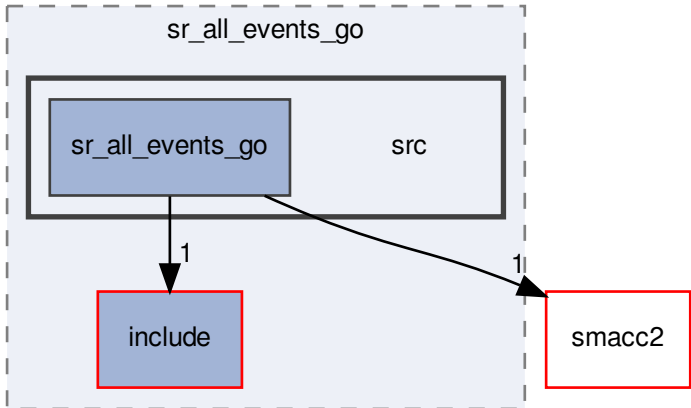 sr_all_events_go
sr_all_events_go
src
1
1
include
smacc2